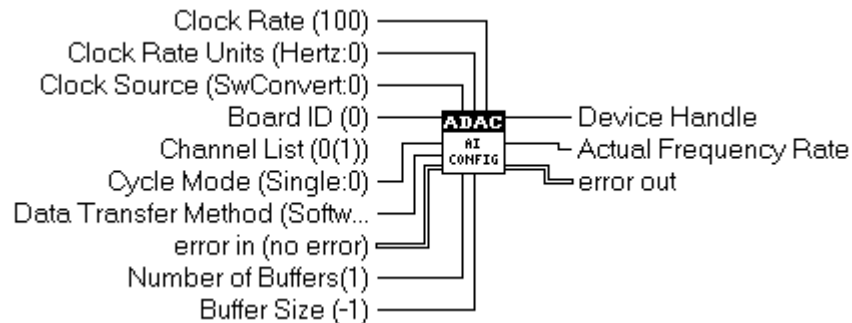 Clock Rate (100)
Clock Rate Units (Hertz:0)
Clock Source (SwConvert:0)
Board ID (0)
Channel List (0(1))
Cycle Mode (Single:0)
Data Transfer Method (Softw...
error in (no error)
Number of Buffers(1)
Buffer Size (-1)
ADAC
AI
CONFIG
Device Handle
Actual Frequency Rate
error out